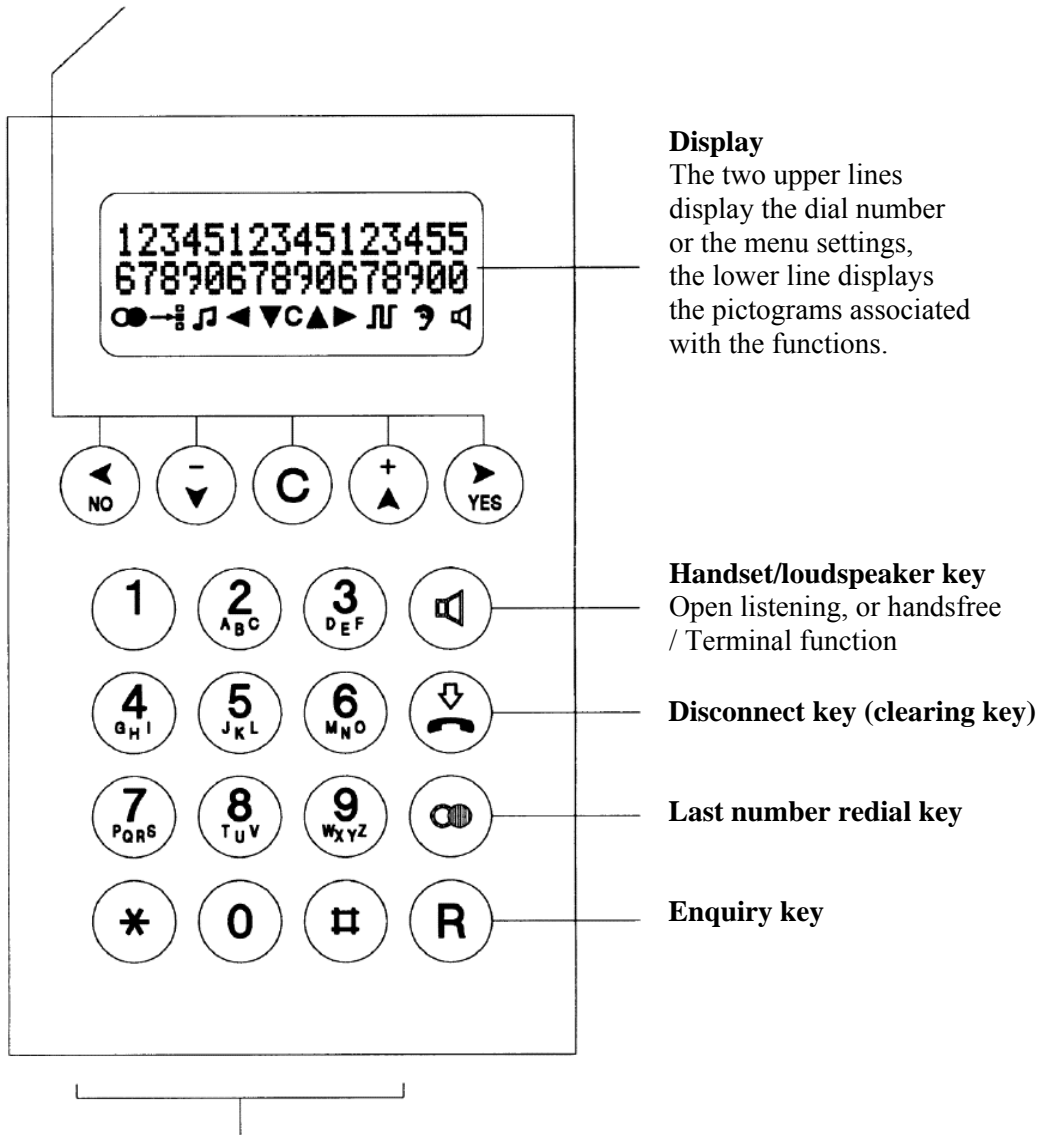 Display
The two upper lines
display the dial number
or the menu settings,
the lower line displays
the pictograms associated
with the functions.
1234512345123455
6789067890678900
C
NO
-
C
+
YES
1
2
ABC
3
DEF
Handset/loudspeaker key
Open listening, or handsfree
/ Terminal function
4
GHI
5
JKL
6
MNO
Disconnect key (clearing key)
7
PQRS
8
TUV
9
WXYZ
Last number redial key
*
0
#
R
Enquiry key